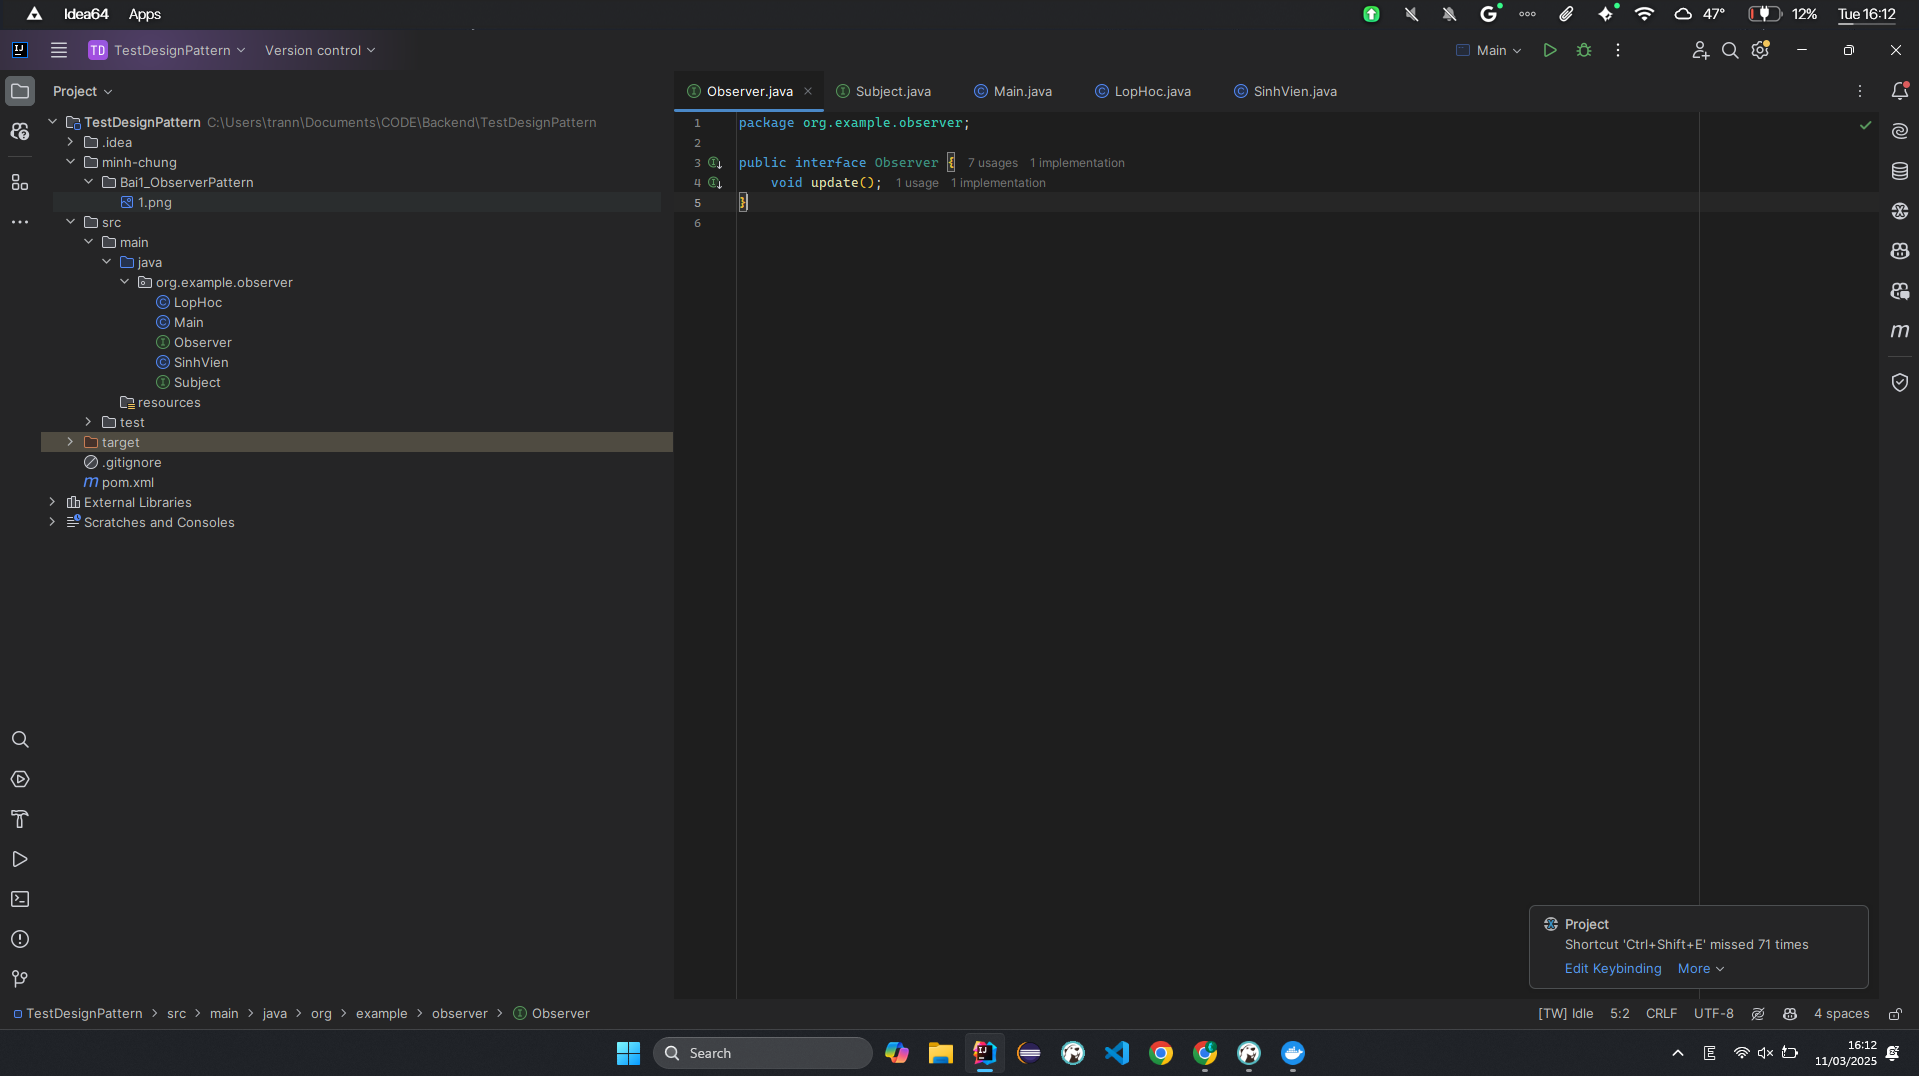 Idea64 Apps 47° 12% Tue 16:12
TD TestDesignPattern Version control Main
Project
Observer.java Subject.java Main.java LopHoc.java SinhVien.java
TestDesignPattern C:\Users\trann\Documents\CODE\Backend\TestDesignPattern
.idea
minh-chung
Bai1_ObserverPattern
1.png
src
main
java
org.example.observer
LopHoc
Main
Observer
SinhVien
Subject
resources
test
target
.gitignore
pom.xml
External Libraries
Scratches and Consoles
1 package org.example.observer;
2
3 public interface Observer { 7 usages 1 implementation
4 void update(); 1 usage 1 implementation
5 }
6
Project
Shortcut 'Ctrl+Shift+E' missed 71 times
Edit Keybinding More
TestDesignPattern > src > main > java > org > example > observer > Observer
[TW] Idle 5:2 CRLF UTF-8 4 spaces
Search
16:12
11/03/2025